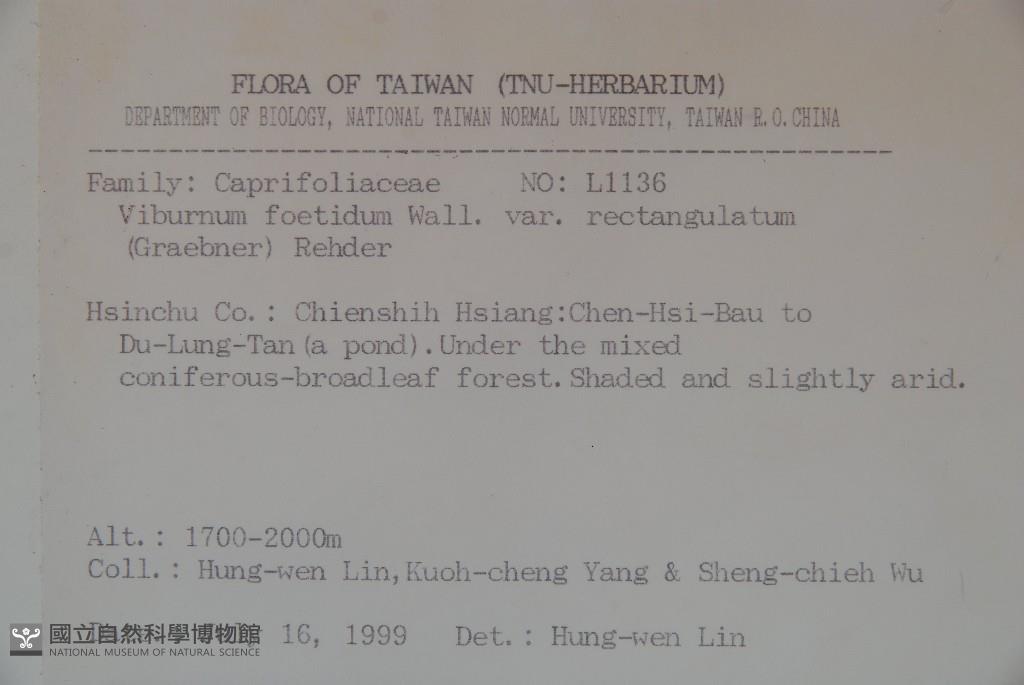 FLORA OF TAIWAN (TNU-HERBARIUM)
DEPARTMENT OF BIOLOGY, NATIONAL TAIWAN NORMAL UNIVERSITY, TAIWAN R.O.CHINA
Family: Caprifoliaceae NO: L1136
Viburnum foetidum Wall. var. rectangulatum
(Graebner) Rehder
Hsinchu Co.: Chienshih Hsiang:Chen-Hsi-Bau to
Du-Lung-Tan(a pond).Under the mixed
coniferous-broadleaf forest.Shaded and slightly arid.
Alt.: 1700-2000m
Coll.: Hung-wen Lin,Kuoh-cheng Yang & Sheng-chieh Wu
16, 1999 Det.: Hung-wen Lin
國立自然科學博物館
NATIONAL MUSEUM OF NATURAL SCIENCE